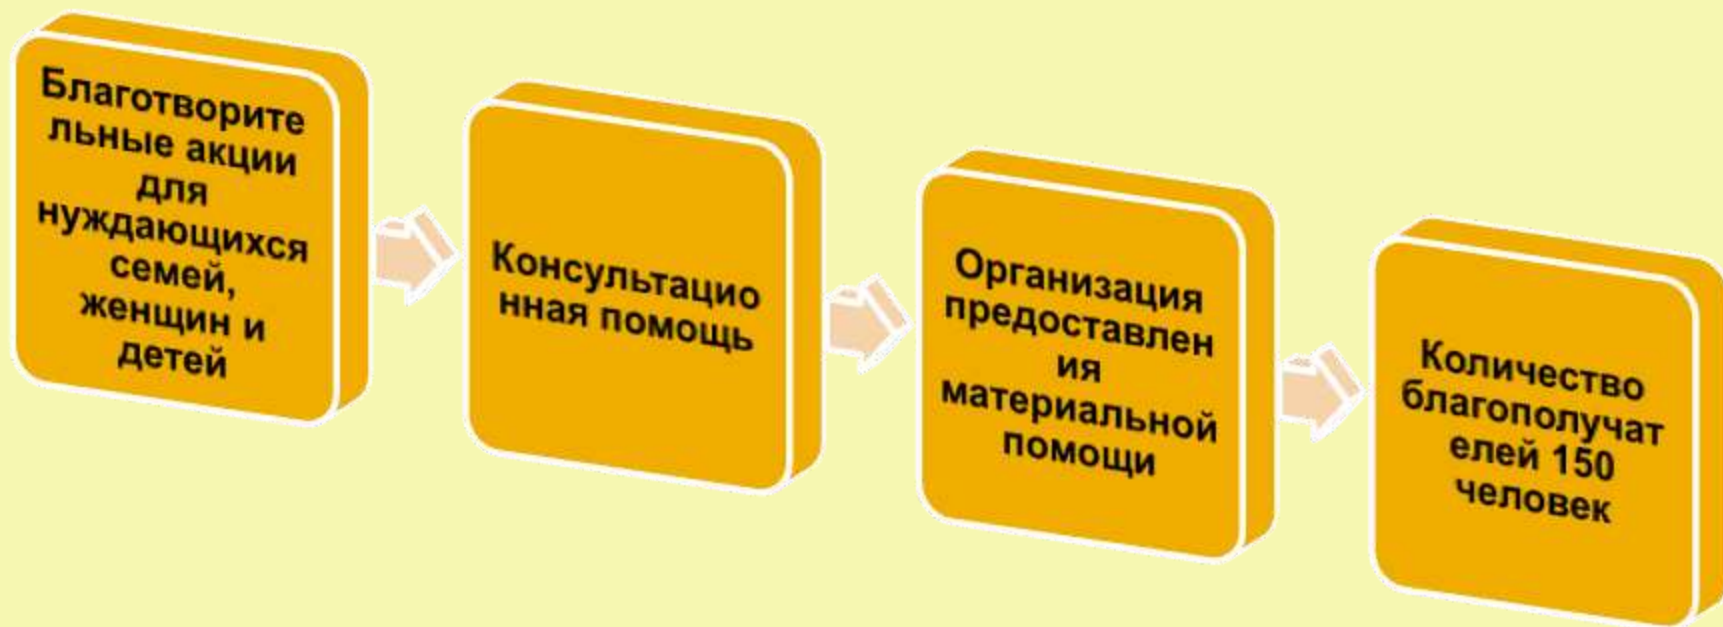 Благотворите
льные акции
для
нуждающихся
семей,
женщин и
детей
Консультацио
нная помощь
Организация
предоставлен
ия
материальной
помощи
Количество
благополучат
елей 150
человек